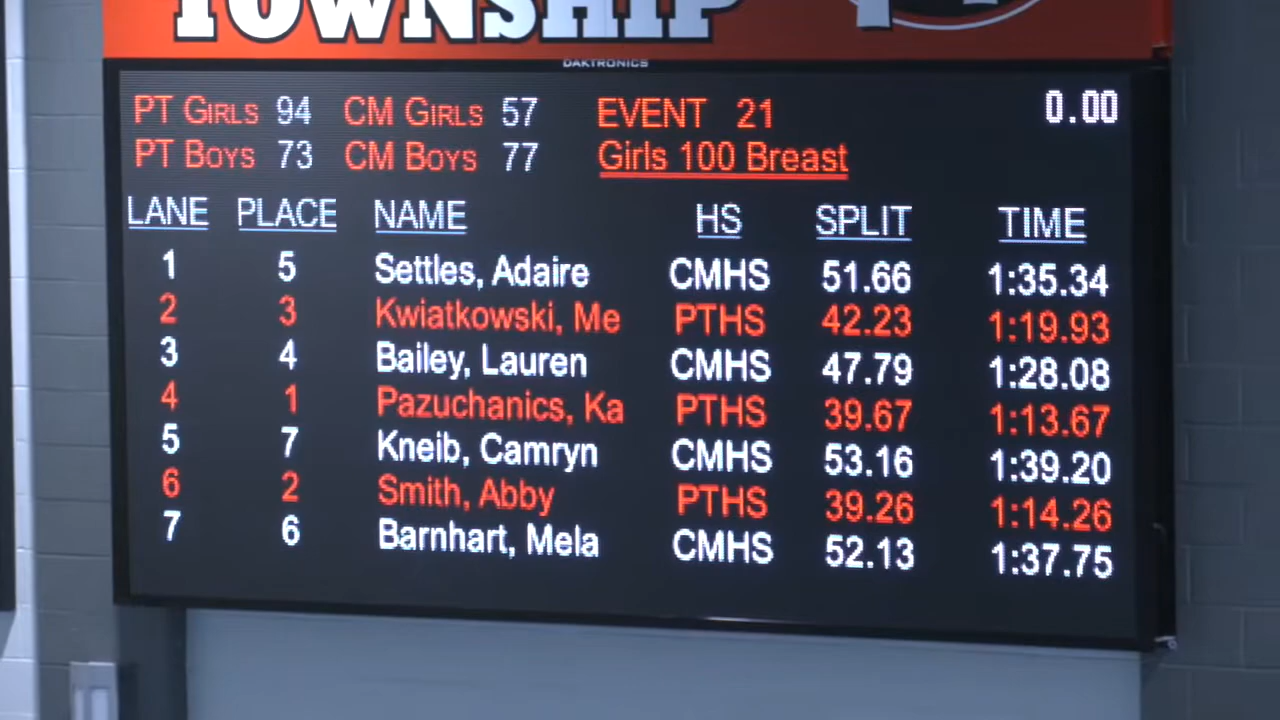 TOWNSHIP
DAKTRONICS
PT GIRLS 94 CM GIRLS 57 EVENT 21 0.00
PT BOYS 73 CM BOYS 77 Girls 100 Breast
LANE PLACE NAME HS SPLIT TIME
1 5 Settles, Adaire CMHS 51.66 1:35.34
2 3 Kwiatkowski, Me PTHS 42.23 1:19.93
3 4 Bailey, Lauren CMHS 47.79 1:28.08
4 1 Pazuchanics, Ka PTHS 39.67 1:13.67
5 7 Kneib, Camryn CMHS 53.16 1:39.20
6 2 Smith, Abby PTHS 39.26 1:14.26
7 6 Barnhart, Mela CMHS 52.13 1:37.75